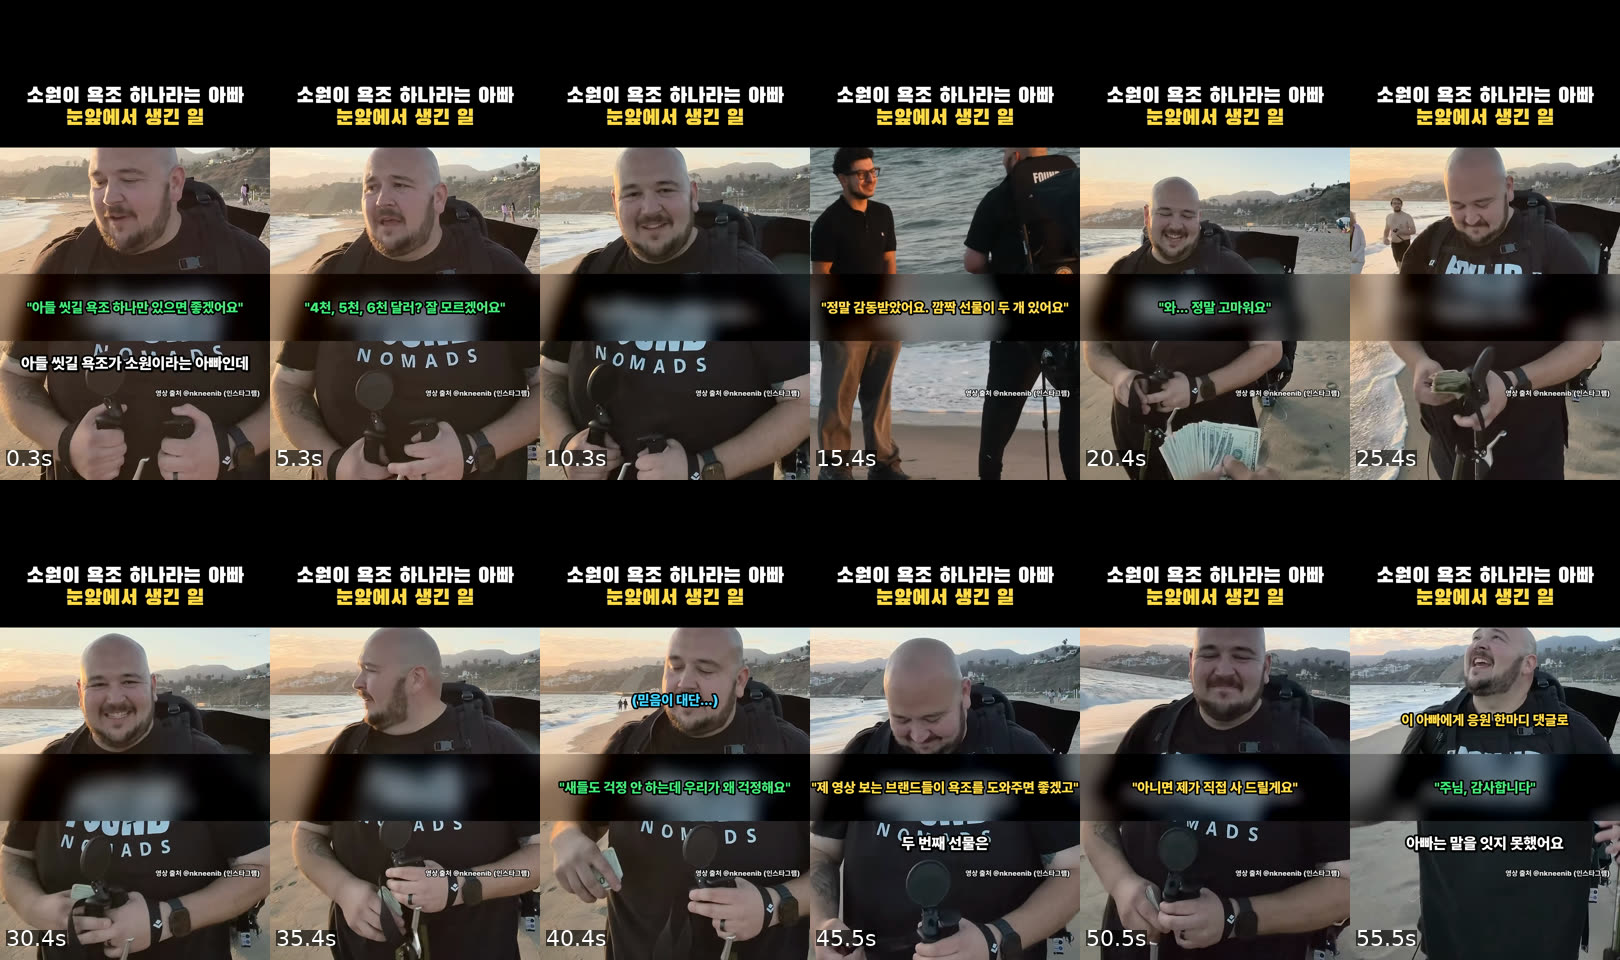 소원이 욕조 하나라는 아빠
눈앞에서 생긴 일
"아들 씻길 욕조 하나만 있으면 좋겠어요"
아들 씻길 욕조가 소원이라는 아빠인데
NOMADS
영상 출처 @nkneenib (인스타그램)
0.3s
소원이 욕조 하나라는 아빠
눈앞에서 생긴 일
"4천, 5천, 6천 달러? 잘 모르겠어요"
NOMADS
영상 출처 @nkneenib (인스타그램)
5.3s
소원이 욕조 하나라는 아빠
눈앞에서 생긴 일
NOMADS
영상 출처 @nkneenib (인스타그램)
10.3s
소원이 욕조 하나라는 아빠
눈앞에서 생긴 일
FOUND
"정말 감동받았어요. 깜짝 선물이 두 개 있어요"
영상 출처 @nkneenib (인스타그램)
15.4s
소원이 욕조 하나라는 아빠
눈앞에서 생긴 일
"와... 정말 고마워요"
영상 출처 @nkneenib (인스타그램)
20.4s
소원이 욕조 하나라는 아빠
눈앞에서 생긴 일
영상 출처 @nkneenib (인스타그램)
25.4s
소원이 욕조 하나라는 아빠
눈앞에서 생긴 일
FOUND
NOMADS
영상 출처 @nkneenib (인스타그램)
30.4s
소원이 욕조 하나라는 아빠
눈앞에서 생긴 일
영상 출처 @nkneenib (인스타그램)
35.4s
소원이 욕조 하나라는 아빠
눈앞에서 생긴 일
(믿음이 대단...)
"새들도 걱정 안 하는데 우리가 왜 걱정해요"
NOMADS
영상 출처 @nkneenib (인스타그램)
40.4s
소원이 욕조 하나라는 아빠
눈앞에서 생긴 일
"제 영상 보는 브랜드들이 욕조를 도와주면 좋겠고"
두 번째 선물은
영상 출처 @nkneenib (인스타그램)
45.5s
소원이 욕조 하나라는 아빠
눈앞에서 생긴 일
"아니면 제가 직접 사 드릴게요"
영상 출처 @nkneenib (인스타그램)
50.5s
소원이 욕조 하나라는 아빠
눈앞에서 생긴 일
이 아빠에게 응원 한마디 댓글로
"주님, 감사합니다"
아빠는 말을 잇지 못했어요
영상 출처 @nkneenib (인스타그램)
55.5s